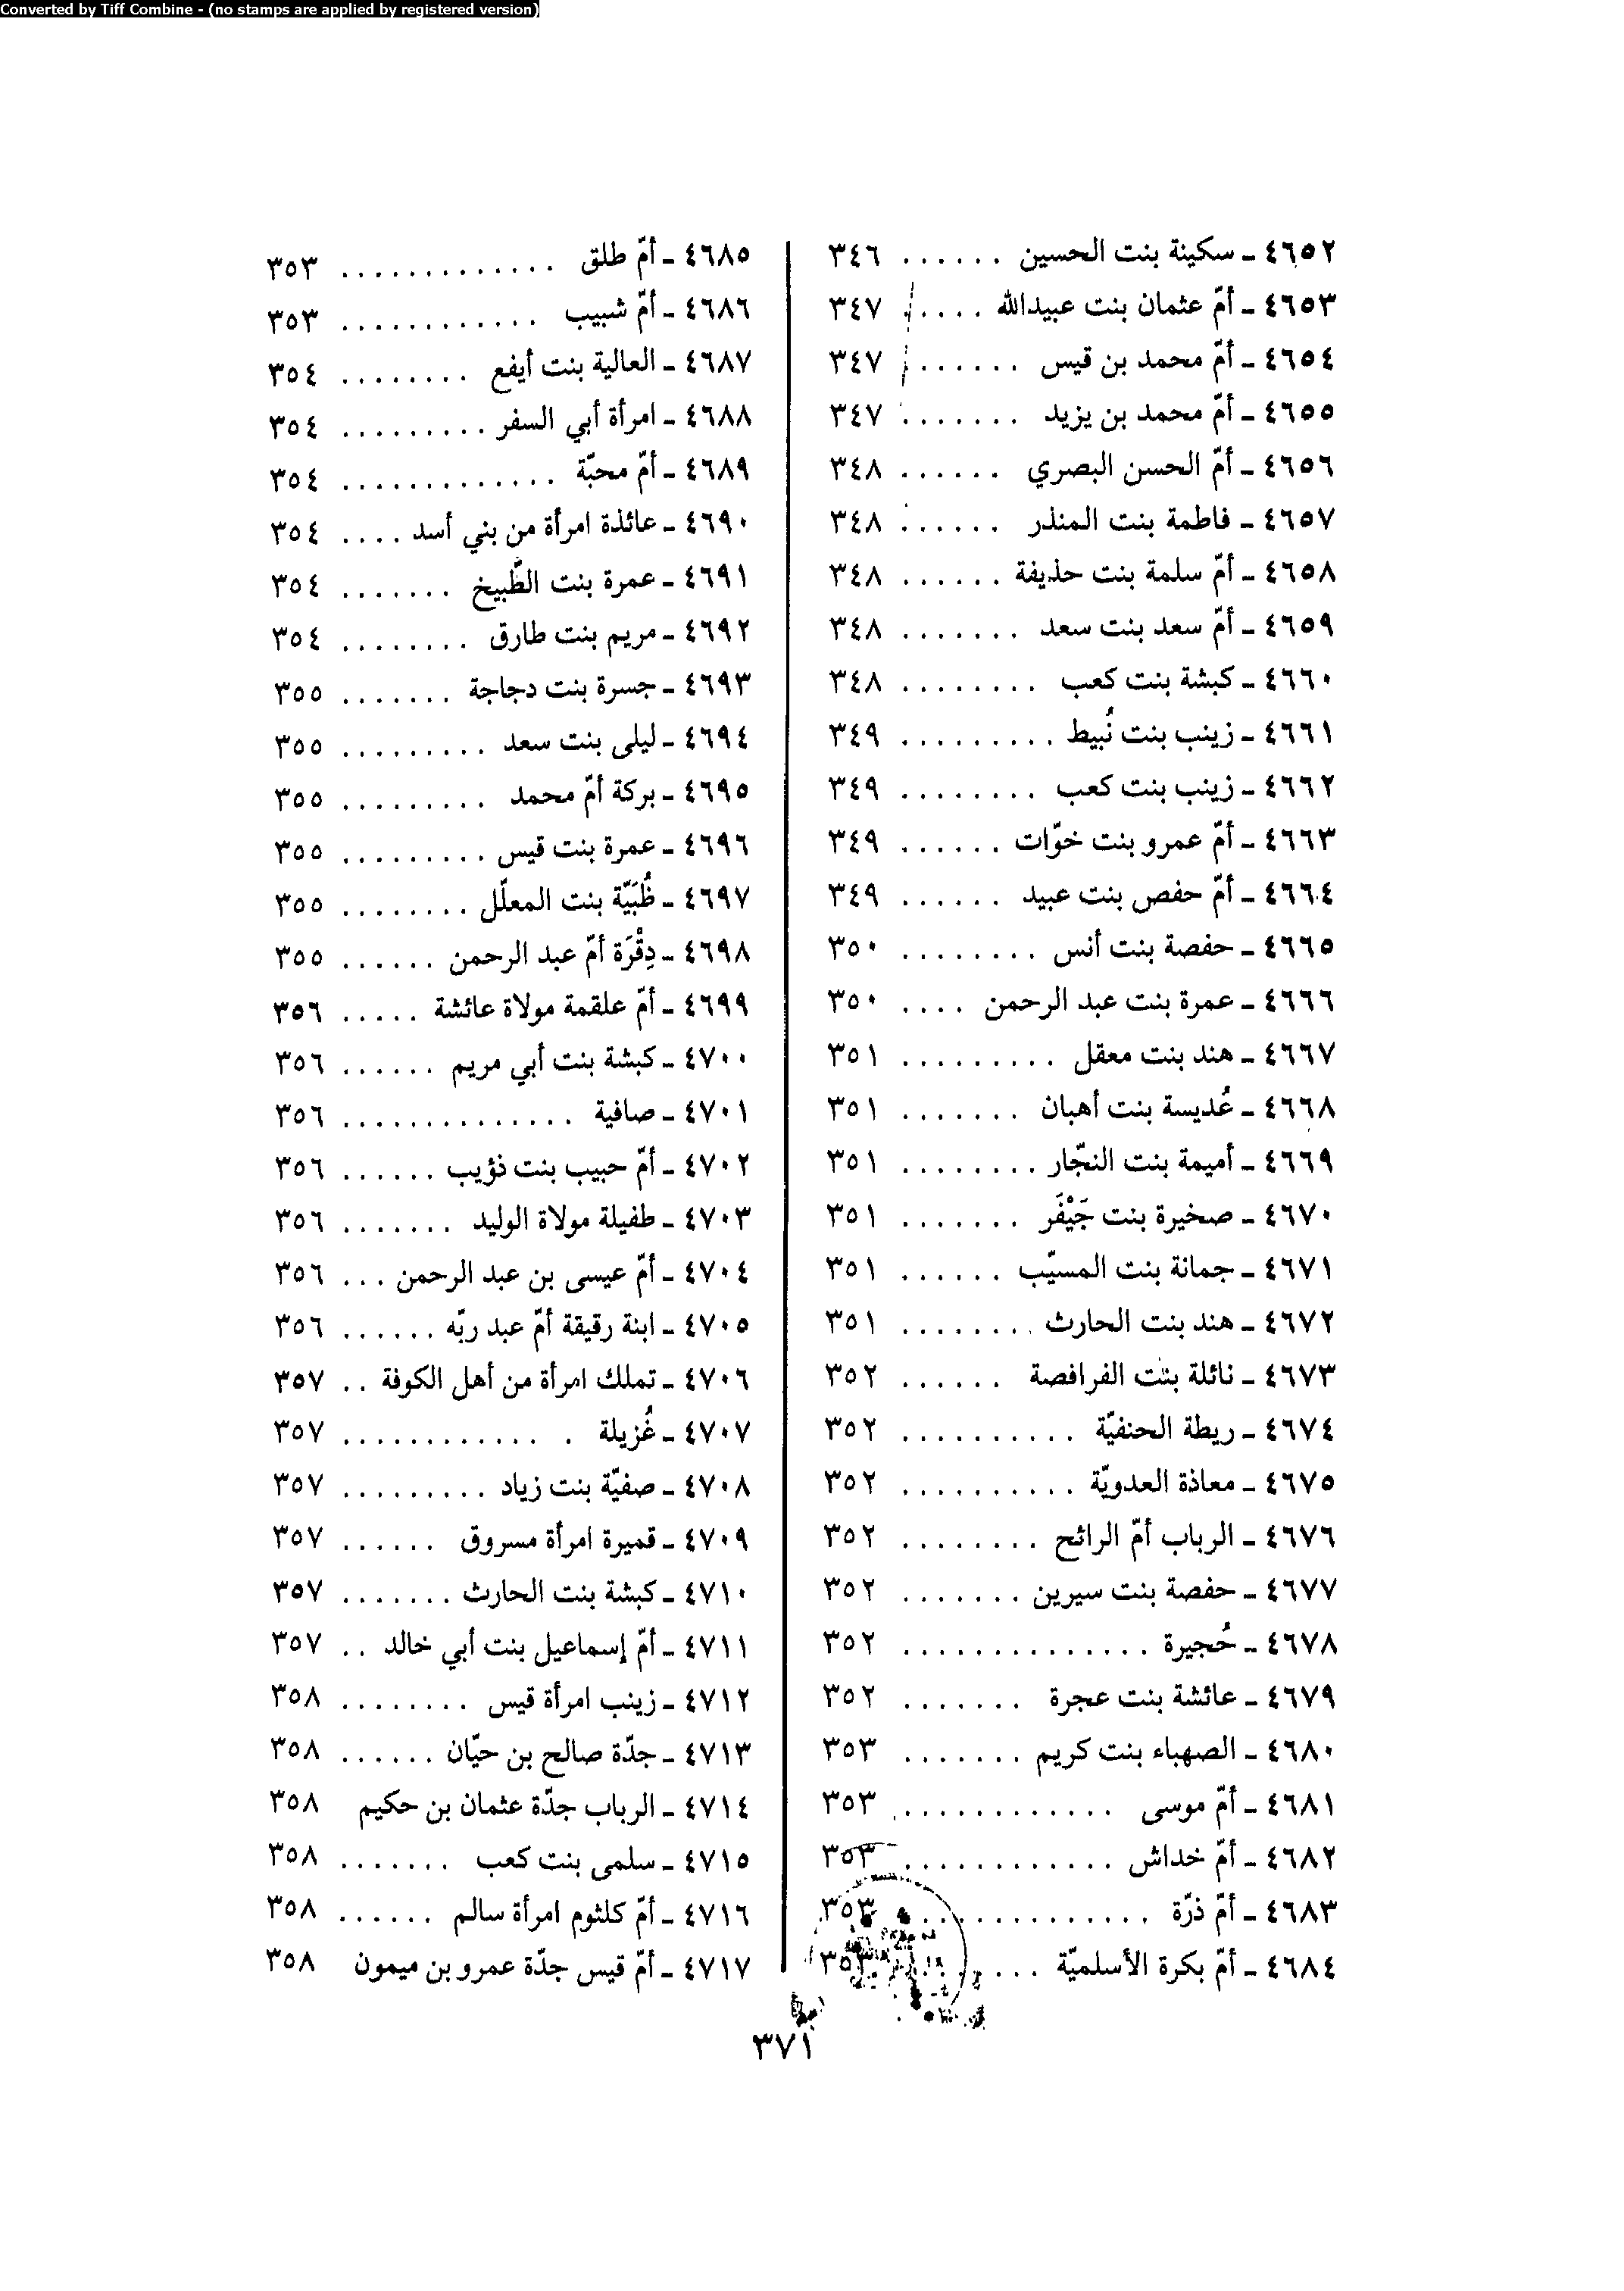 Converted by Tiff Combine - (no stamps are applied by registered version)
٤٦٥٢ - سكينة بنت الحسين ...... ٣٤٦
٤٦٥٣ - أمّ عثمان بنت عبيدالله ..... ٣٤٧
٤٦٥٤ - أمّ محمد بن قيس ...... ٣٤٧
٤٦٥٥ - أمّ محمد بن يزيد ....... ٣٤٧
٤٦٥٦ - أمّ الحسن البصري ...... ٣٤٨
٤٦٥٧ - فاطمة بنت المنذر ...... ٣٤٨
٤٦٥٨ - أمّ سلمة بنت حذيفة ...... ٣٤٨
٤٦٥٩ - أمّ سعد بنت سعد ....... ٣٤٨
٤٦٦٠ - كبشة بنت كعب ........ ٣٤٨
٤٦٦١ - زينب بنت نُبيط ......... ٣٤٩
٤٦٦٢ - زينب بنت كعب ........ ٣٤٩
٤٦٦٣ - أمّ عمرو بنت خوّات ...... ٣٤٩
٤٦٦٤ - أمّ حفص بنت عبيد ...... ٣٤٩
٤٦٦٥ - حفصة بنت أنس ........ ٣٥٠
٤٦٦٦ - عمرة بنت عبد الرحمن .... ٣٥٠
٤٦٦٧ - هند بنت معقل ......... ٣٥١
٤٦٦٨ - عُديسة بنت أهبان ....... ٣٥١
٤٦٦٩ - أميمة بنت النجّار ........ ٣٥١
٤٦٧٠ - صخيرة بنت جَيْفَر ....... ٣٥١
٤٦٧١ - جمانة بنت المسيّب ...... ٣٥١
٤٦٧٢ - هند بنت الحارث ........ ٣٥١
٤٦٧٣ - نائلة بنت الفرافصة ...... ٣٥٢
٤٦٧٤ - ريطة الحنفيّة .......... ٣٥٢
٤٦٧٥ - معاذة العدويّة .......... ٣٥٢
٤٦٧٦ - الرباب أمّ الرائح ........ ٣٥٢
٤٦٧٧ - حفصة بنت سيرين ....... ٣٥٢
٤٦٧٨ - حُجيرة .............. ٣٥٢
٤٦٧٩ - عائشة بنت عجرة ....... ٣٥٢
٤٦٨٠ - الصهباء بنت كريم ....... ٣٥٣
٤٦٨١ - أمّ موسى ............ ٣٥٣
٤٦٨٢ - أمّ خداش ............ ٣٥٣
٤٦٨٣ - أمّ ذرّة ............. ٣٥٣
٤٦٨٤ - أمّ بكرة الأسلميّة ....... ٣٥٣
٤٦٨٥ - أمّ طلق ............. ٣٥٣
٤٦٨٦ - أمّ شبيب ............ ٣٥٣
٤٦٨٧ - العالية بنت أيفع ........ ٣٥٤
٤٦٨٨ - امرأة أبي السفر ......... ٣٥٤
٤٦٨٩ - أمّ محبّة ............. ٣٥٤
٤٦٩٠ - عائذة امرأة من بني أسد .... ٣٥٤
٤٦٩١ - عمرة بنت الطَّبيخ ....... ٣٥٤
٤٦٩٢ - مريم بنت طارق ........ ٣٥٤
٤٦٩٣ - جسرة بنت دجاجة ....... ٣٥٥
٤٦٩٤ - ليلى بنت سعد ......... ٣٥٥
٤٦٩٥ - بركة أمّ محمد ......... ٣٥٥
٤٦٩٦ - عمرة بنت قيس ......... ٣٥٥
٤٦٩٧ - ظُبَيّة بنت المعلّل ........ ٣٥٥
٤٦٩٨ - دِقْرَة أمّ عبد الرحمن ...... ٣٥٥
٤٦٩٩ - أمّ علقمة مولاة عائشة ..... ٣٥٦
٤٧٠٠ - كبشة بنت أبي مريم ...... ٣٥٦
٤٧٠١ - صافية .............. ٣٥٦
٤٧٠٢ - أمّ حبيب بنت ذؤيب ...... ٣٥٦
٤٧٠٣ - طفيلة مولاة الوليد ....... ٣٥٦
٤٧٠٤ - أمّ عيسى بن عبد الرحمن ... ٣٥٦
٤٧٠٥ - ابنة رقيقة أمّ عبد ربّه ...... ٣٥٦
٤٧٠٦ - تملك امرأة من أهل الكوفة .. ٣٥٧
٤٧٠٧ - غُزيلة ............. ٣٥٧
٤٧٠٨ - صفيّة بنت زياد ......... ٣٥٧
٤٧٠٩ - قميرة امرأة مسروق ...... ٣٥٧
٤٧١٠ - كبشة بنت الحارث ....... ٣٥٧
٤٧١١ - أمّ إسماعيل بنت أبي خالد .. ٣٥٧
٤٧١٢ - زينب امرأة قيس ........ ٣٥٨
٤٧١٣ - جدّة صالح بن حيّان ...... ٣٥٨
٤٧١٤ - الرباب جدّة عثمان بن حكيم ٣٥٨
٤٧١٥ - سلمى بنت كعب ....... ٣٥٨
٤٧١٦ - أمّ كلثوم امرأة سالم ...... ٣٥٨
٤٧١٧ - أمّ قيس جدّة عمرو بن ميمون ٣٥٨
٣٧١